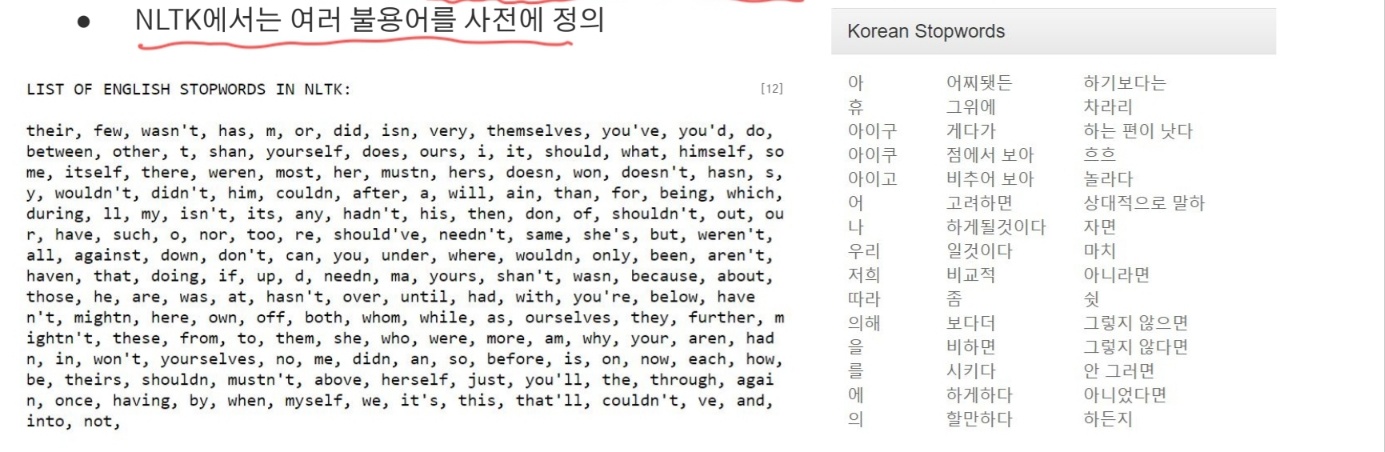 ● NLTK에서는 여러 불용어를 사전에 정의
LIST OF ENGLISH STOPWORDS IN NLTK:
[12]
their, few, wasn't, has, m, or, did, isn, very, themselves, you've, you'd, do,
between, other, t, shan, yourself, does, ours, i, it, should, what, himself, so
me, itself, there, weren, most, her, mustn, hers, doesn, won, doesn't, hasn, s,
y, wouldn't, didn't, him, couldn, after, a, will, ain, than, for, being, which,
during, ll, my, isn't, its, any, hadn't, his, then, don, of, shouldn't, out, ou
r, have, such, o, nor, too, re, should've, needn't, same, she's, but, weren't,
all, against, down, don't, can, you, under, where, wouldn, only, been, aren't,
haven, that, doing, if, up, d, needn, ma, yours, shan't, wasn, because, about,
those, he, are, was, at, hasn't, over, until, had, with, you're, below, have
n't, mightn, here, own, off, both, whom, while, as, ourselves, they, further, m
ightn't, these, from, to, them, she, who, were, more, am, why, your, aren, had
n, in, won't, yourselves, no, me, didn, an, so, before, is, on, now, each, how,
be, theirs, shouldn, mustn't, above, herself, just, you'll, the, through, agai
n, once, having, by, when, myself, we, it's, this, that'll, couldn't, ve, and,
into, not,
Korean Stopwords
아 어찌됏든 하기보다는
휴 그위에 차라리
아이구 게다가 하는 편이 낫다
아이쿠 점에서 보아 흐흐
아이고 비추어 보아 놀라다
어 고려하면 상대적으로 말하
나 하게될것이다 자면
우리 일것이다 마치
저희 비교적 아니라면
따라 좀 쉿
의해 보다더 그렇지 않으면
을 비하면 그렇지 않다면
를 시키다 안 그러면
에 하게하다 아니었다면
의 할만하다 하든지